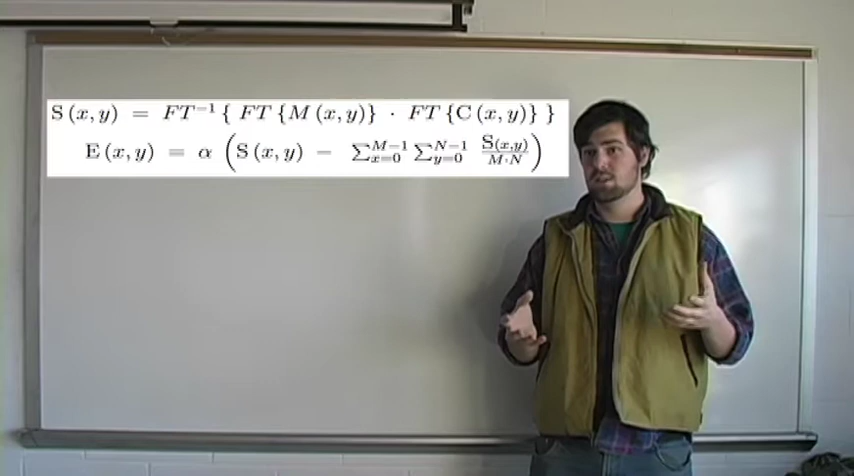 S (x, y) = FT⁻¹ { FT {M (x, y)} · FT {C (x, y)} }
E (x, y) = α (S (x, y) − ∑_{x=0}^{M−1} ∑_{y=0}^{N−1} S(x,y)/M·N)